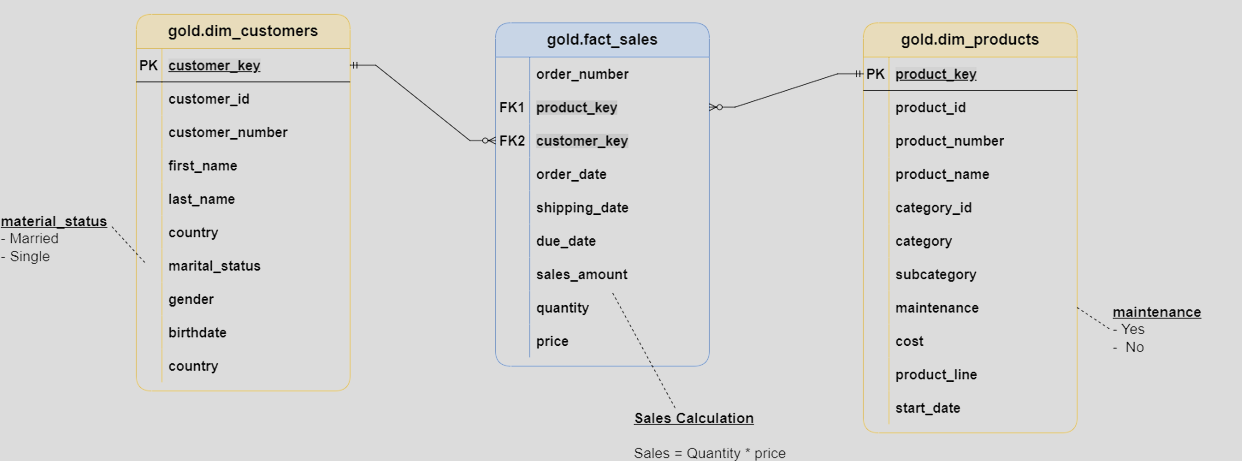 gold.dim_customers
PK customer_key
customer_id
customer_number
first_name
last_name
country
marital_status
gender
birthdate
country
material_status
- Married
- Single
gold.fact_sales
order_number
FK1 product_key
FK2 customer_key
order_date
shipping_date
due_date
sales_amount
quantity
price
Sales Calculation
Sales = Quantity * price
gold.dim_products
PK product_key
product_id
product_number
product_name
category_id
category
subcategory
maintenance
cost
product_line
start_date
maintenance
- Yes
- No